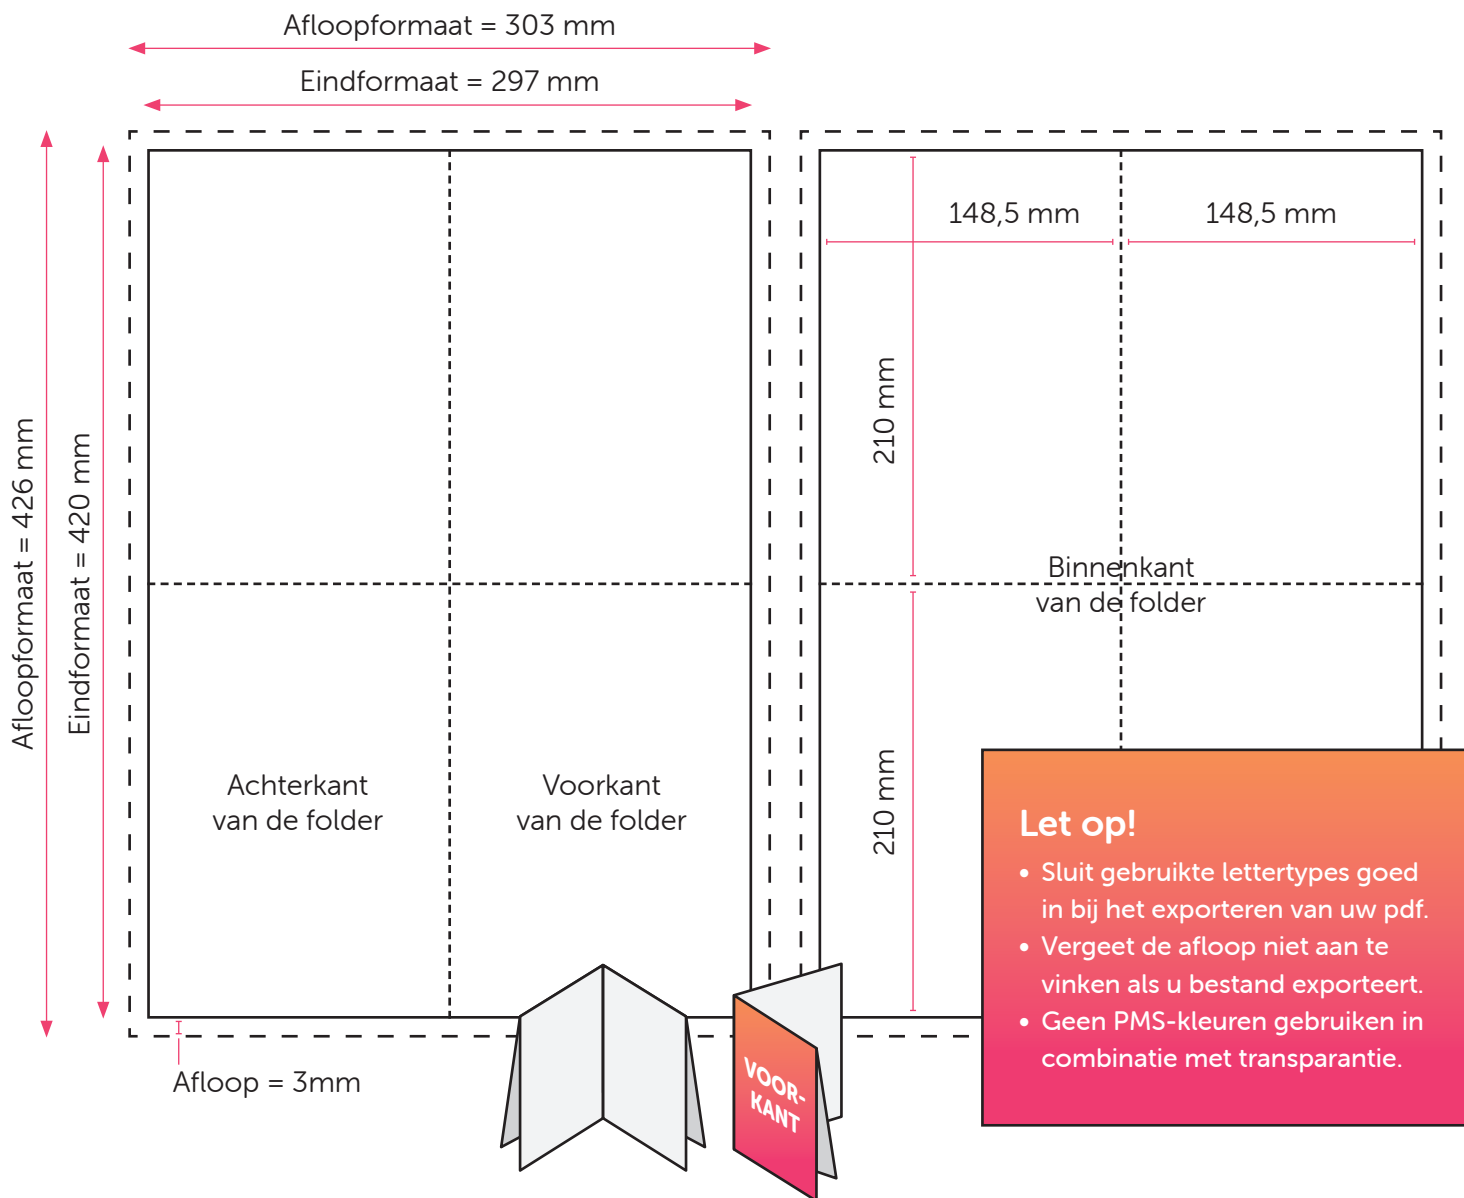 Afloopformaat = 303 mm
Eindformaat = 297 mm
Afloopformaat = 426 mm
Eindformaat = 420 mm
148,5 mm
148,5 mm
210 mm
Binnenkant
van de folder
Achterkant
van de folder
Voorkant
van de folder
210 mm
Let op!
• Sluit gebruikte lettertypes goed
in bij het exporteren van uw pdf.
• Vergeet de afloop niet aan te
vinken als u bestand exporteert.
• Geen PMS-kleuren gebruiken in
combinatie met transparantie.
Afloop = 3mm
VOOR-
KANT